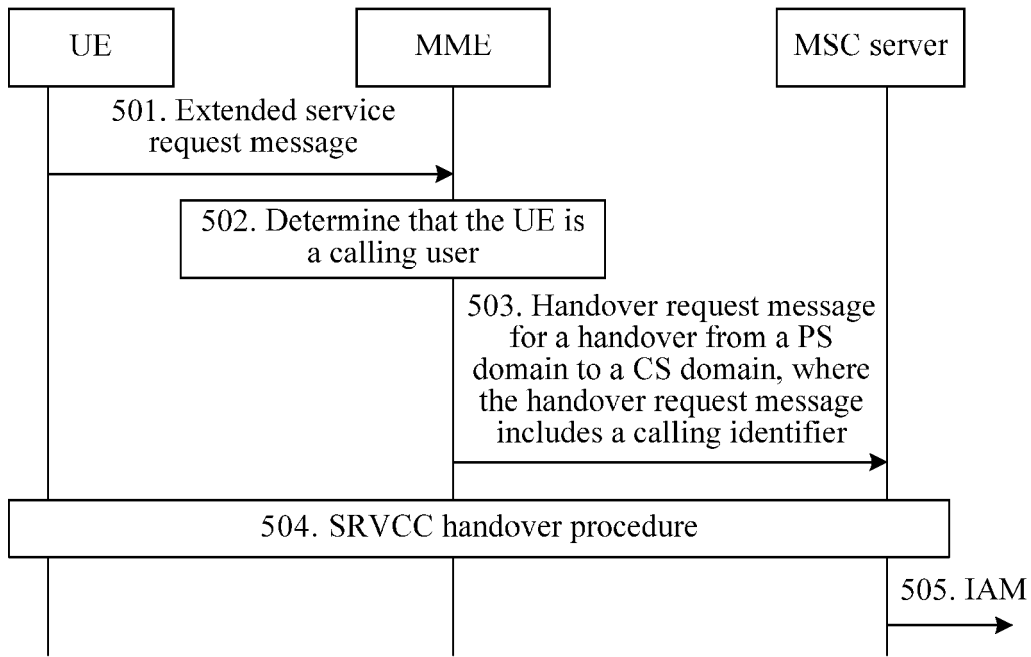 UE
MME
MSC server
501. Extended service
request message
502. Determine that the UE is
a calling user
503. Handover request message
for a handover from a PS
domain to a CS domain, where
the handover request message
includes a calling identifier
504. SRVCC handover procedure
505. IAM